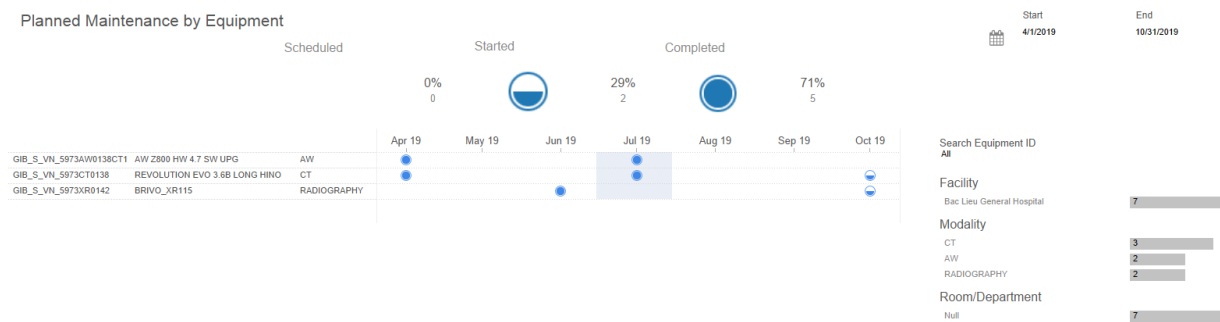 Planned Maintenance by Equipment
Start End
4/1/2019 10/31/2019
Scheduled Started Completed
0% 29% 71%
0 2 5
Apr 19 May 19 Jun 19 Jul 19 Aug 19 Sep 19 Oct 19
GIB_S_VN_5973AW0138CT1 AW Z800 HW 4.7 SW UPG AW
GIB_S_VN_5973CT0138 REVOLUTION EVO 3.6B LONG HINO CT
GIB_S_VN_5973XR0142 BRIVO_XR115 RADIOGRAPHY
Search Equipment ID
All
Facility
Bac Lieu General Hospital 7
Modality
CT 3
AW 2
RADIOGRAPHY 2
Room/Department
Null 7